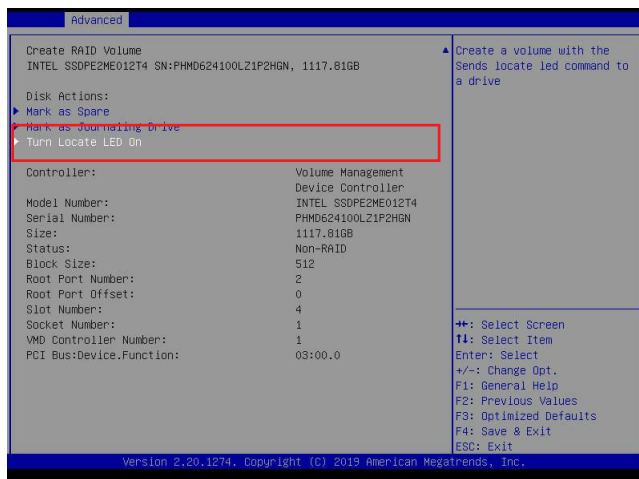 Advanced
Create RAID Volume
INTEL SSDPE2ME012T4 SN:PHMD624100LZ1P2HGN, 1117.81GB
Disk Actions:
Mark as Spare
Mark as Journaling Drive
Turn Locate LED On
Controller: Volume Management
Device Controller
Model Number: INTEL SSDPE2ME012T4
Serial Number: PHMD624100LZ1P2HGN
Size: 1117.81GB
Status: Non-RAID
Block Size: 512
Root Port Number: 2
Root Port Offset: 0
Slot Number: 4
Socket Number: 1
VMD Controller Number: 1
PCI Bus:Device.Function: 03:00.0
Create a volume with the
Sends locate led command to
a drive
→←: Select Screen
↑↓: Select Item
Enter: Select
+/-: Change Opt.
F1: General Help
F2: Previous Values
F3: Optimized Defaults
F4: Save & Exit
ESC: Exit
Version 2.20.1274. Copyright (C) 2019 American Megatrends, Inc.